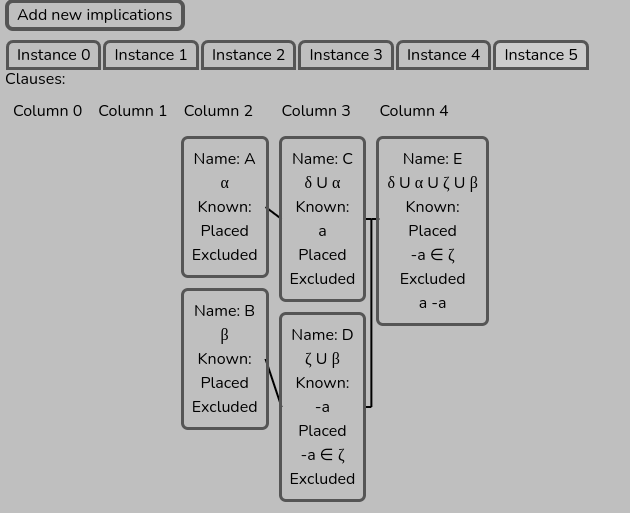 Add new implications
Instance 0 Instance 1 Instance 2 Instance 3 Instance 4 Instance 5
Clauses:
Column 0 Column 1 Column 2 Column 3 Column 4
Name: A
α
Known:
Placed
Excluded
Name: B
β
Known:
Placed
Excluded
Name: C
δ U α
Known:
a
Placed
Excluded
Name: D
ζ U β
Known:
-a
Placed
-a ∈ ζ
Excluded
Name: E
δ U α U ζ U β
Known:
Placed
-a ∈ ζ
Excluded
a -a